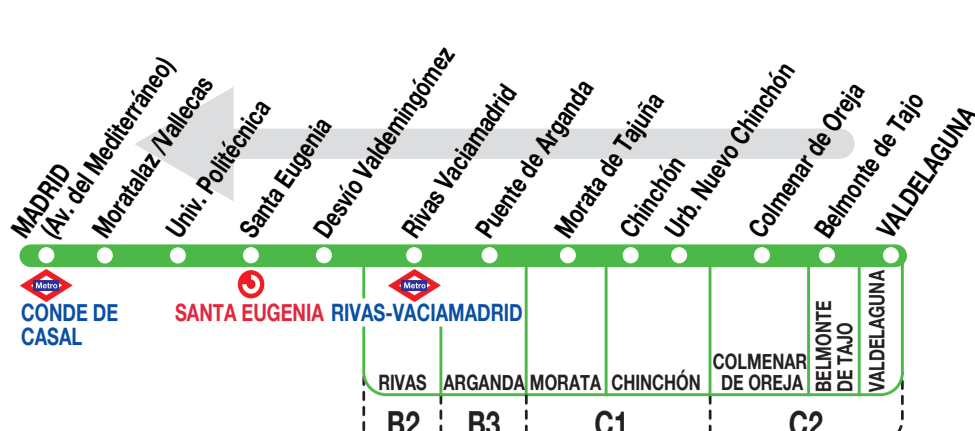 MADRID
(Av. del Mediterráneo)
Moratalaz /Vallecas
Univ. Politécnica
Santa Eugenia
Desvío Valdemingómez
Rivas Vaciamadrid
Puente de Arganda
Morata de Tajuña
Chinchón
Urb. Nuevo Chinchón
Colmenar de Oreja
Belmonte de Tajo
VALDELAGUNA
Metro
Metro
CONDE DE
CASAL
SANTA EUGENIA
RIVAS-VACIAMADRID
RIVAS
ARGANDA
MORATA
CHINCHÓN
COLMENAR
DE OREJA
BELMONTE
DE TAJO
VALDELAGUNA
B2
B3
C1
C2